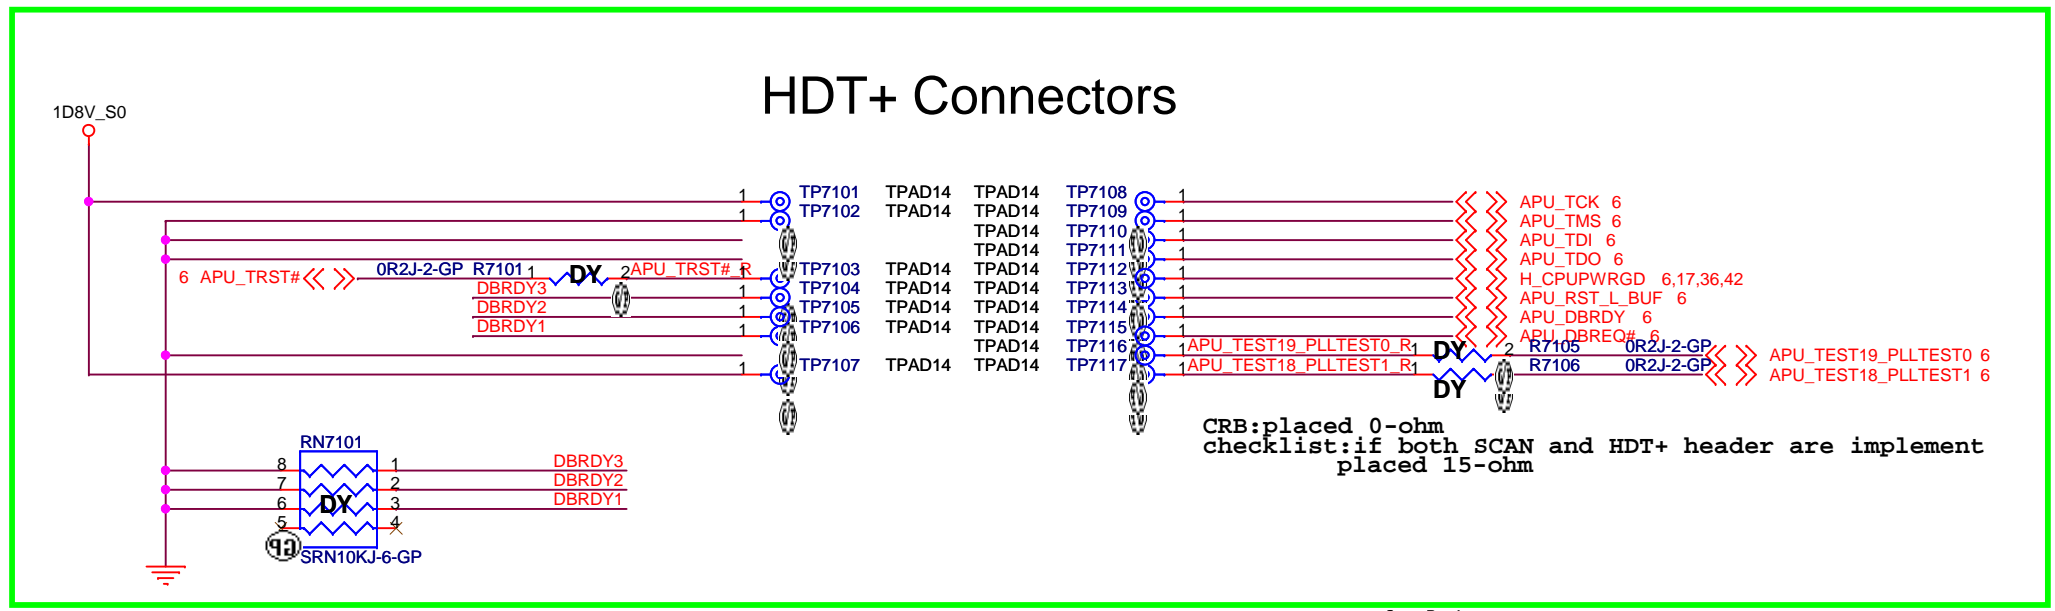 HDT+ Connectors
1D8V_S0
1 TP7101 TPAD14 TPAD14 TP7108 1 APU_TCK 6
1 TP7102 TPAD14 TPAD14 TP7109 1 APU_TMS 6
TPAD14 TP7110 1 APU_TDI 6
TPAD14 TP7111 1 APU_TDO 6
6 APU_TRST# 0R2J-2-GP R7101 1 DY 2 APU_TRST#_R 1 TP7103 TPAD14 TPAD14 TP7112 1 H_CPUPWRGD 6,17,36,42
DBRDY3 1 TP7104 TPAD14 TPAD14 TP7113 1 APU_RST_L_BUF 6
DBRDY2 1 TP7105 TPAD14 TPAD14 TP7114 1 APU_DBRDY 6
DBRDY1 1 TP7106 TPAD14 TPAD14 TP7115 1 APU_DBREQ# 6
TPAD14 TP7116 1 APU_TEST19_PLLTEST0_R 1 DY 2 R7105 0R2J-2-GP APU_TEST19_PLLTEST0 6
1 TP7107 TPAD14 TPAD14 TP7117 1 APU_TEST18_PLLTEST1_R 1 DY R7106 0R2J-2-GP APU_TEST18_PLLTEST1 6
CRB:placed 0-ohm
checklist:if both SCAN and HDT+ header are implement
placed 15-ohm
RN7101
8 1 DBRDY3
7 2 DBRDY2
6 DY 3 DBRDY1
5 4
GP
SRN10KJ-6-GP